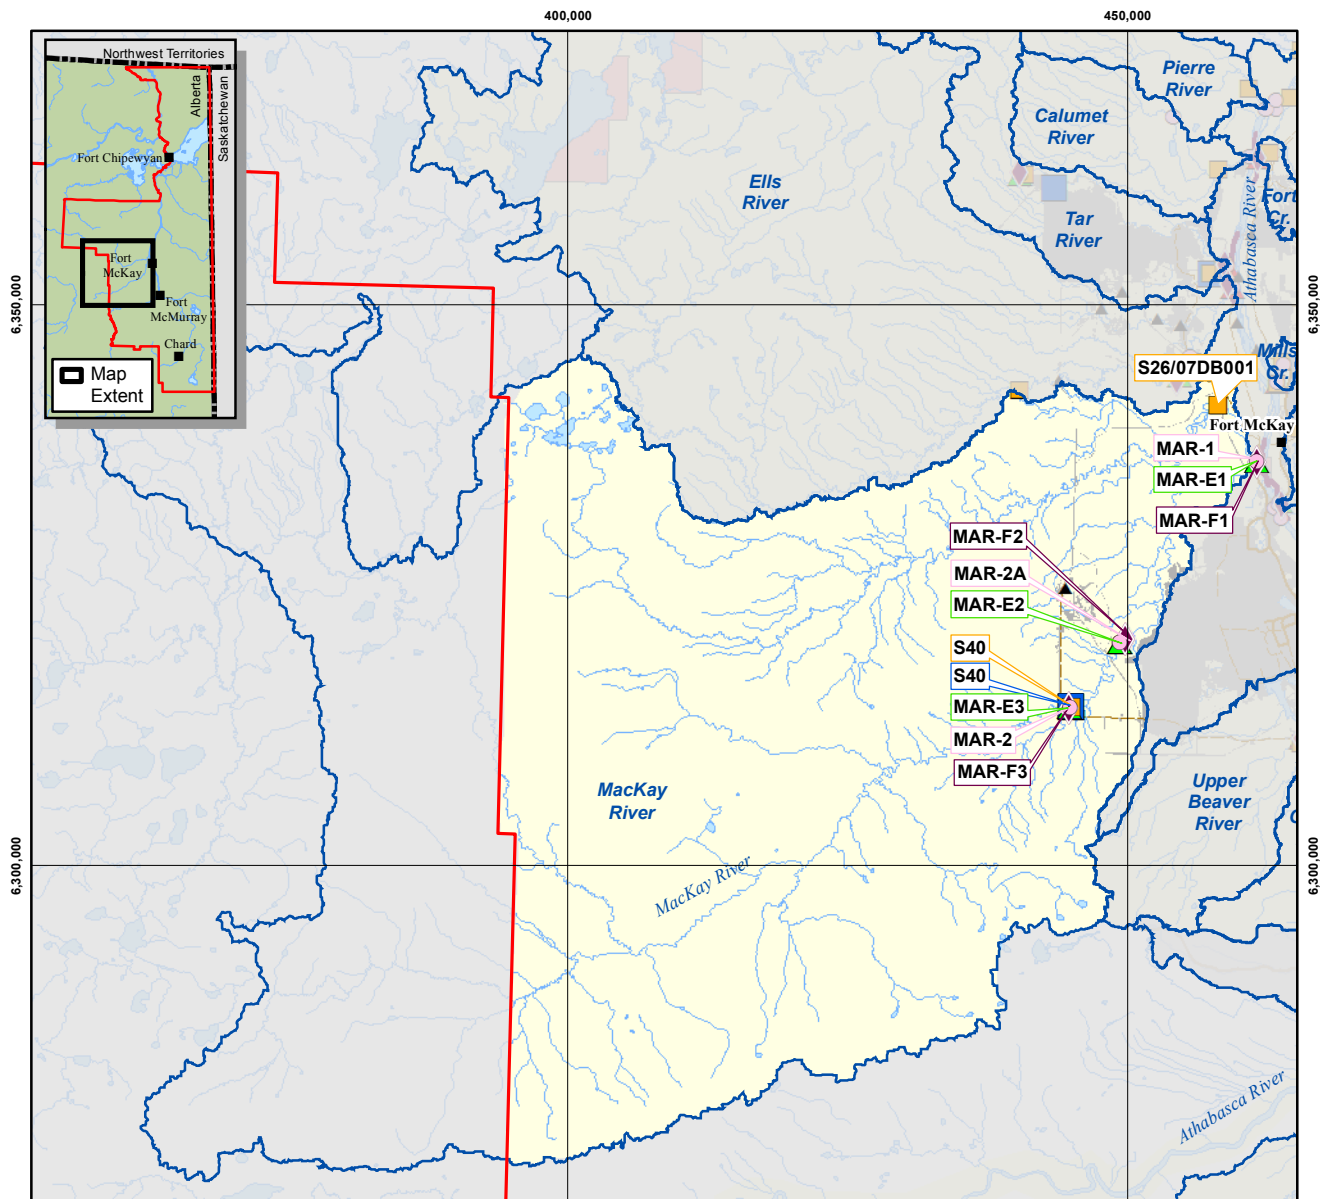 400,000
450,000
Northwest Territories
Alberta
Saskatchewan
Fort Chipewyan
Fort
McKay
Fort
McMurray
Chard
Map
Extent
Pierre
River
Calumet
River
Ells
River
Tar
River
Fort
Cr.
Athabasca River
6,350,000
6,350,000
Mills
Cr.
S26/07DB001
Fort McKay
MAR-1
MAR-E1
MAR-F1
MAR-F2
MAR-2A
MAR-E2
S40
S40
MAR-E3
MAR-2
MAR-F3
MacKay
River
Upper
Beaver
River
MacKay River
6,300,000
6,300,000
Athabasca River